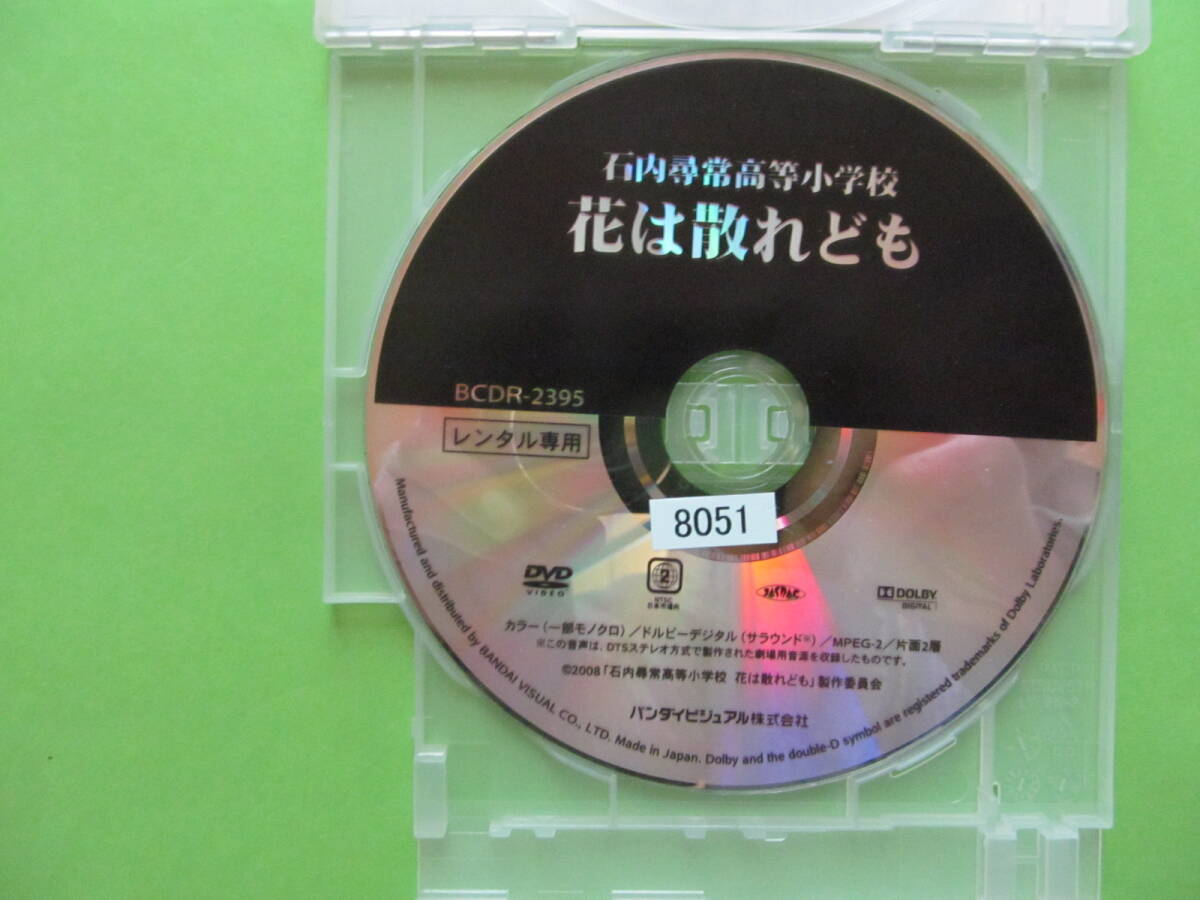 石内尋常高等小学校
花は散れども
BCDR-2395
レンタル専用
8051
DVD
VIDEO
2
NTSC
日本市場向
DOLBY
DIGITAL
カラー(一部モノクロ)/ドルビーデジタル(サラウンド※)/MPEG-2/片面2層
※この音声は、DTSステレオ方式で製作された劇場用音源を収録したものです。
©2008「石内尋常高等小学校 花は散れども」製作委員会
バンダイビジュアル株式会社
Manufactured and distributed by BANDAI VISUAL CO., LTD. Made in Japan. Dolby and the double-D symbol are registered trademarks of Dolby Laboratories.